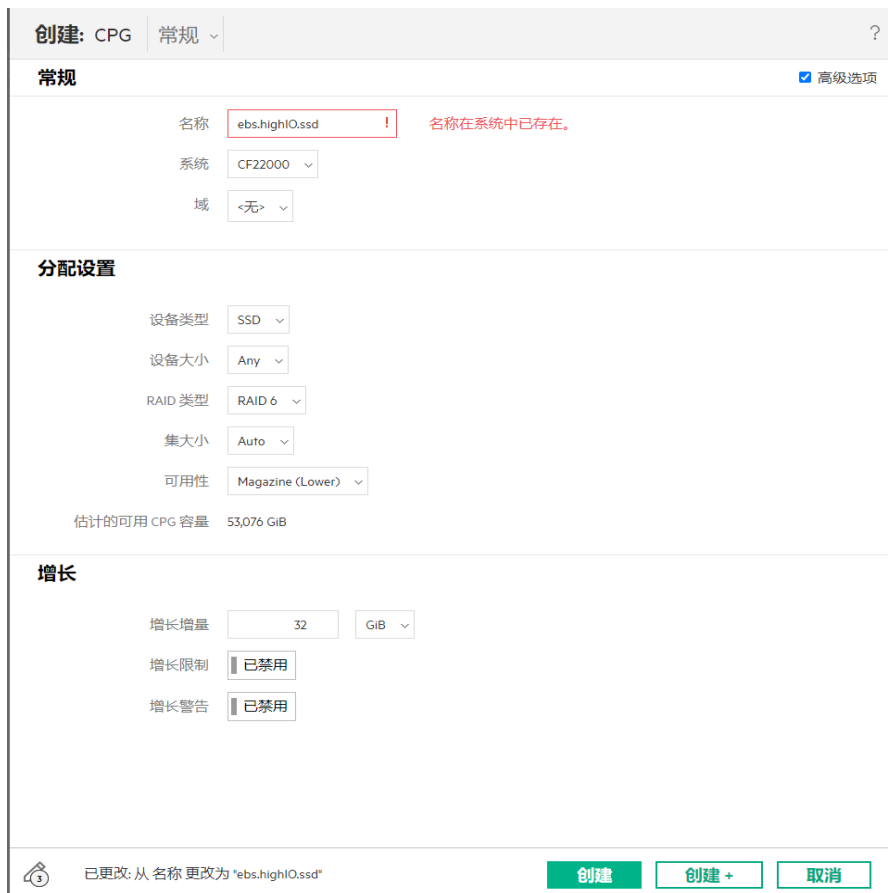 创建: CPG 常规 ?
常规 高级选项
名称 ebs.highIO.ssd ! 名称在系统中已存在。
系统 CF22000
域 <无>
分配设置
设备类型 SSD
设备大小 Any
RAID 类型 RAID 6
集大小 Auto
可用性 Magazine (Lower)
估计的可用 CPG 容量 53,076 GiB
增长
增长增量 32 GiB
增长限制 已禁用
增长警告 已禁用
3 已更改: 从 名称 更改为 "ebs.highIO.ssd" 创建 创建 + 取消